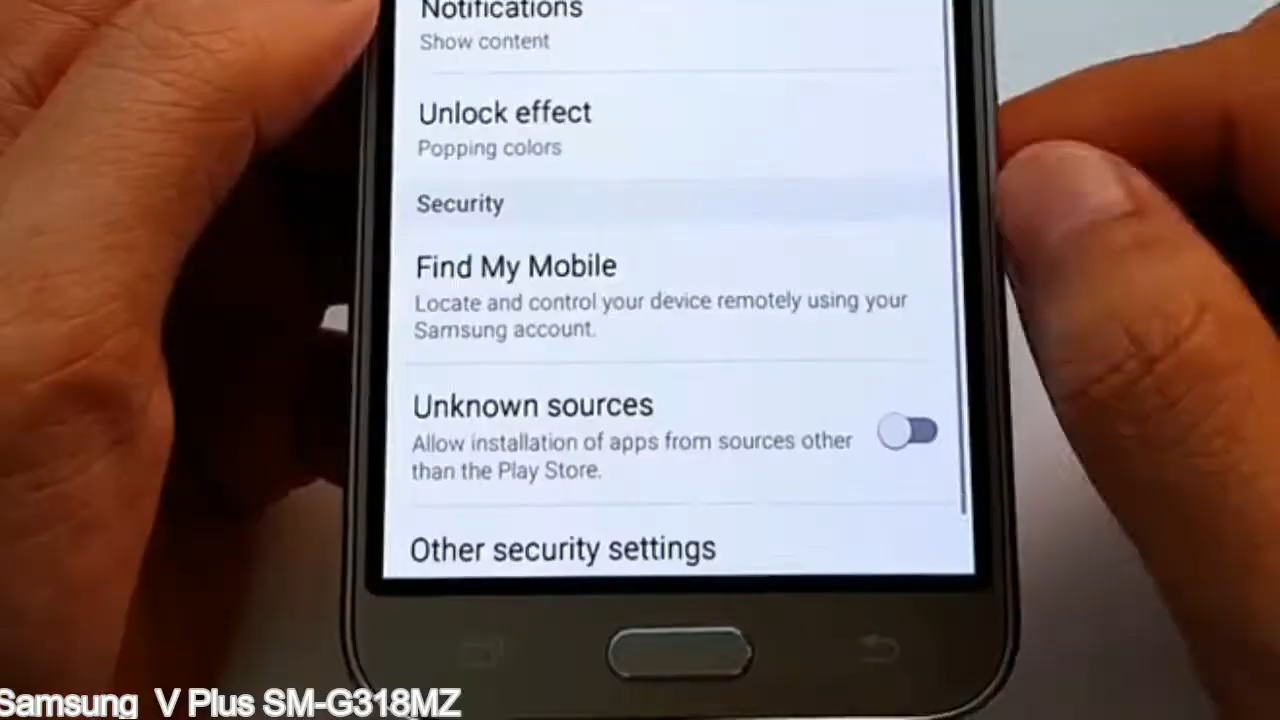 Notifications
Show content
Unlock effect
Popping colors
Security
Find My Mobile
Locate and control your device remotely using your
Samsung account.
Unknown sources
Allow installation of apps from sources other
than the Play Store.
Other security settings
Samsung V Plus SM-G318MZ